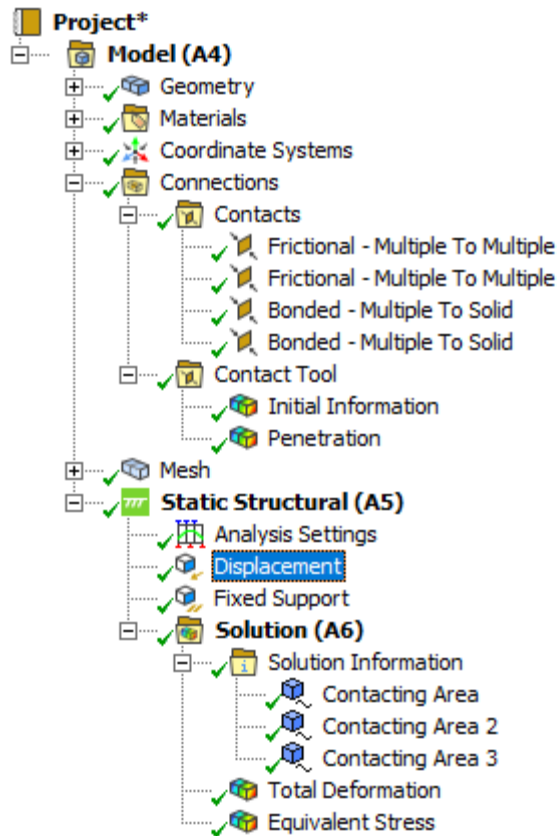 Project*
Model (A4)
Geometry
Materials
Coordinate Systems
Connections
Contacts
Frictional - Multiple To Multiple
Frictional - Multiple To Multiple
Bonded - Multiple To Solid
Bonded - Multiple To Solid
Contact Tool
Initial Information
Penetration
Mesh
Static Structural (A5)
Analysis Settings
Displacement
Fixed Support
Solution (A6)
Solution Information
Contacting Area
Contacting Area 2
Contacting Area 3
Total Deformation
Equivalent Stress